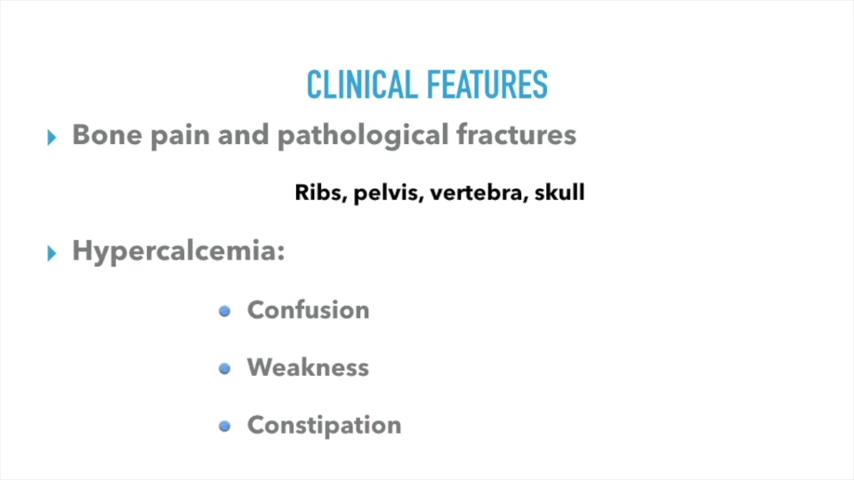 CLINICAL FEATURES
Bone pain and pathological fractures
Ribs, pelvis, vertebra, skull
Hypercalcemia:
Confusion
Weakness
Constipation